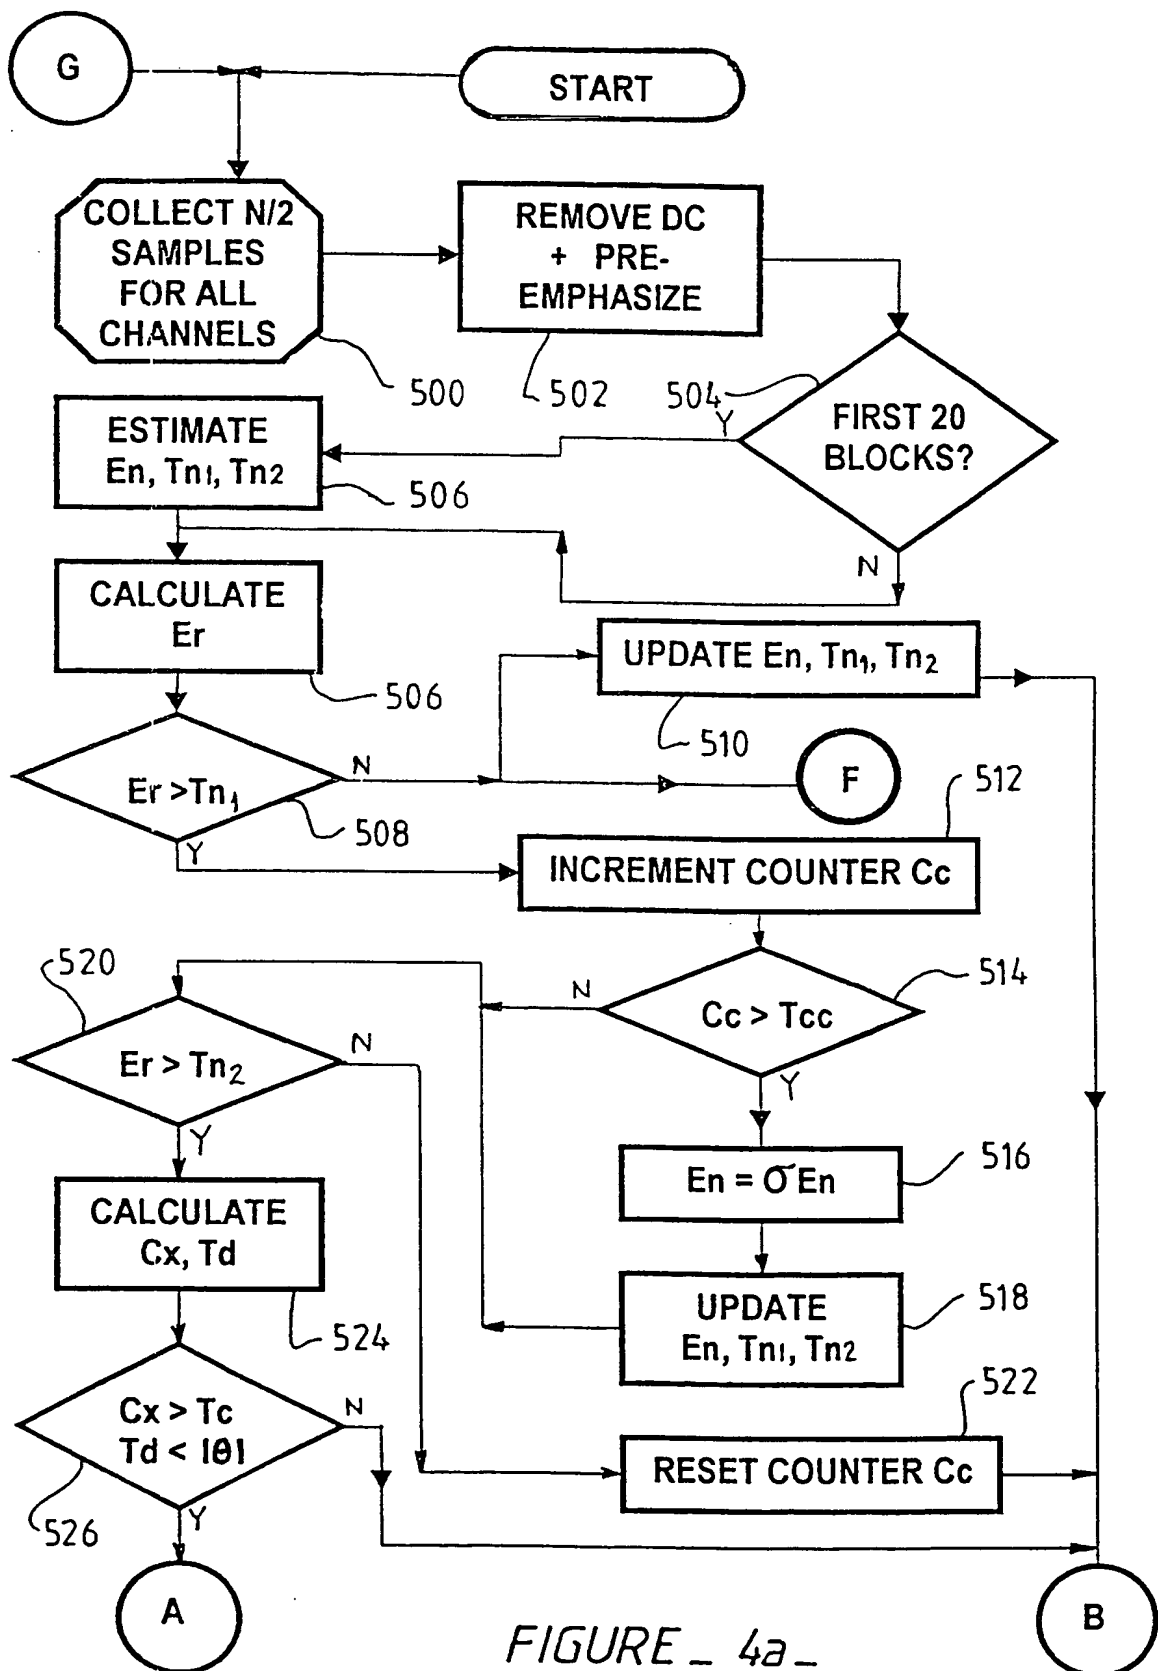 G
START
COLLECT N/2
SAMPLES
FOR ALL
CHANNELS
500
REMOVE DC
+ PRE-
EMPHASIZE
502
504
FIRST 20
BLOCKS?
Y
N
ESTIMATE
En, Tn1, Tn2
506
CALCULATE
Er
506
UPDATE En, Tn1, Tn2
510
Er >Tn1
N
Y
508
F
512
INCREMENT COUNTER Cc
514
Cc > Tcc
N
Y
520
Er > Tn2
N
Y
516
En = σ En
CALCULATE
Cx, Td
524
518
UPDATE
En, Tn1, Tn2
522
RESET COUNTER Cc
Cx > Tc
Td < |θ|
N
Y
526
A
B
FIGURE _ 4a _